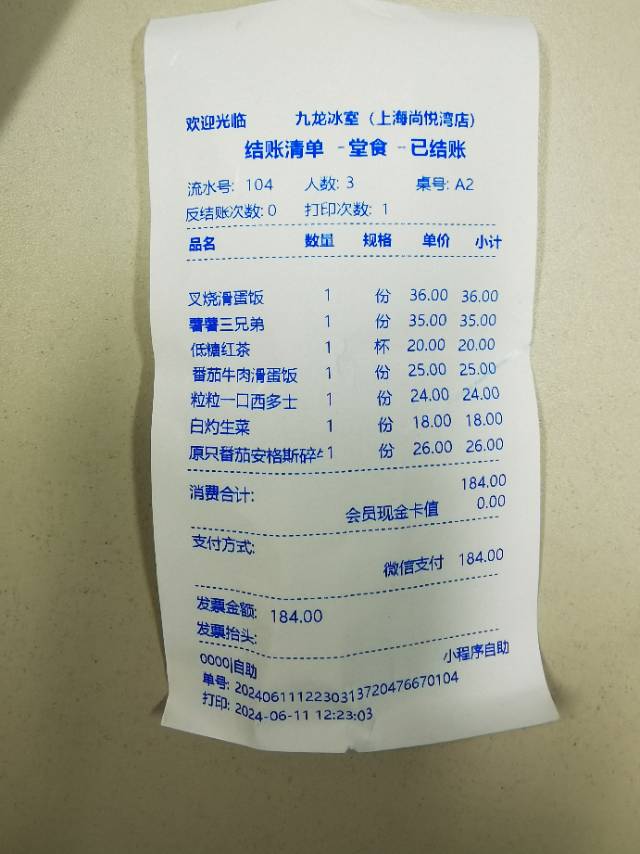 欢迎光临 九龙冰室（上海尚悦湾店）
结账清单 -堂食 -已结账
流水号: 104 人数: 3 桌号: A2
反结账次数: 0 打印次数: 1
品名 数量 规格 单价 小计
叉烧滑蛋饭 1 份 36.00 36.00
薯薯三兄弟 1 份 35.00 35.00
低糖红茶 1 杯 20.00 20.00
番茄牛肉滑蛋饭 1 份 25.00 25.00
粒粒一口西多士 1 份 24.00 24.00
白灼生菜 1 份 18.00 18.00
原只番茄安格斯碎 1 份 26.00 26.00
消费合计: 184.00
会员现金卡值 0.00
支付方式:
微信支付 184.00
发票金额: 184.00
发票抬头:
0000|自助 小程序自助
单号: 2024061112230313720476670104
打印: 2024-06-11 12:23:03